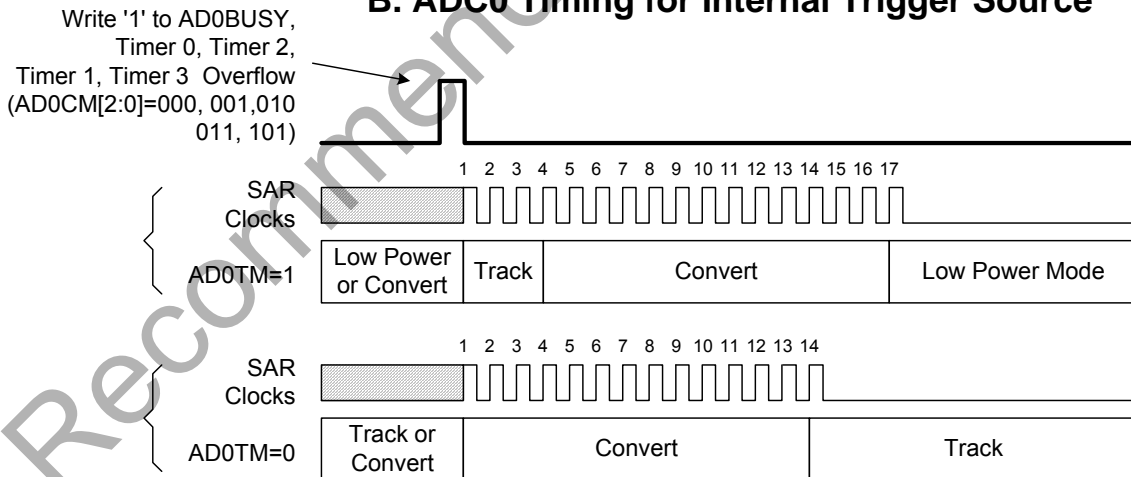 B. ADC0 Timing for Internal Trigger Source
Write '1' to AD0BUSY,
Timer 0, Timer 2,
Timer 1, Timer 3 Overflow
(AD0CM[2:0]=000, 001,010
011, 101)
1 2 3 4 5 6 7 8 9 10 11 12 13 14 15 16 17
SAR
Clocks
AD0TM=1
Low Power
or Convert
Track
Convert
Low Power Mode
1 2 3 4 5 6 7 8 9 10 11 12 13 14
SAR
Clocks
AD0TM=0
Track or
Convert
Convert
Track
Recommen